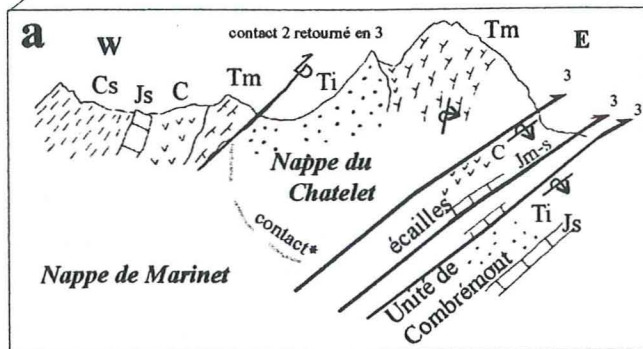 a W contact 2 retourné en 3 Tm E
Cs Js C Tm 2 Ti
3
3
3
Nappe du
Chatelet
C
Jm-s
écailles
contact*
Ti
Js
Nappe de Marinet
Unité de
Combrémont